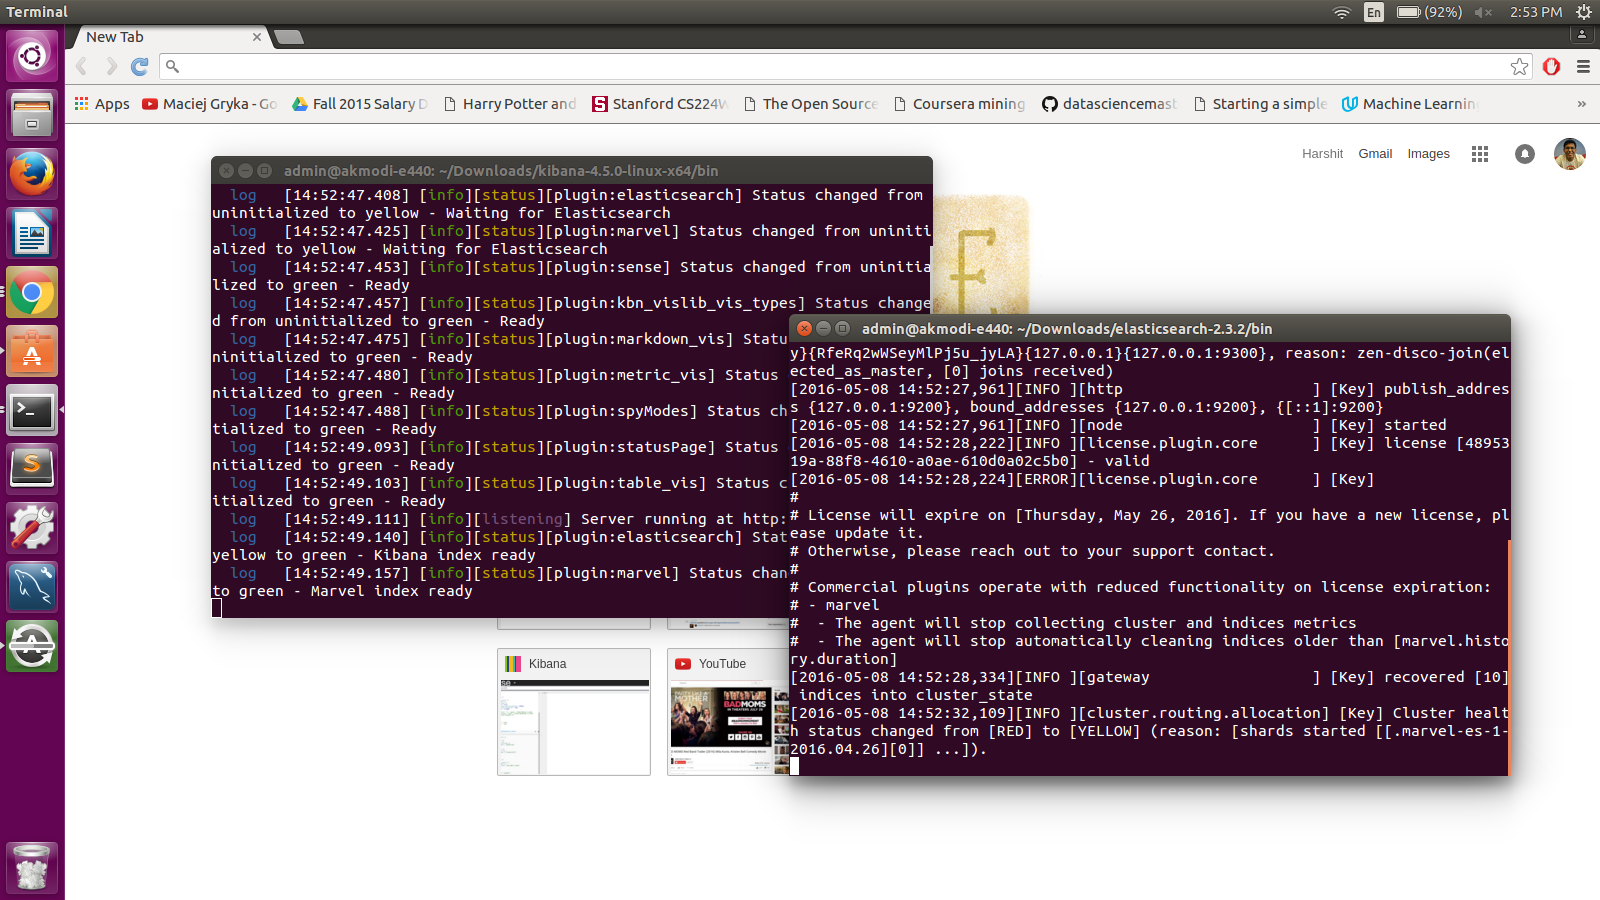 Terminal
En
(92%)
2:53 PM
New Tab
Apps
Maciej Gryka - Go
Fall 2015 Salary D
Harry Potter and
Stanford CS224W
The Open Source
Coursera mining
datasciencemast
Starting a simple
Machine Learnin
»
Harshit
Gmail
Images
admin@akmodi-e440: ~/Downloads/kibana-4.5.0-linux-x64/bin
log [14:52:47.408] [info][status][plugin:elasticsearch] Status changed from
uninitialized to yellow - Waiting for Elasticsearch
log [14:52:47.425] [info][status][plugin:marvel] Status changed from uniniti
alized to yellow - Waiting for Elasticsearch
log [14:52:47.453] [info][status][plugin:sense] Status changed from uninitia
lized to green - Ready
log [14:52:47.457] [info][status][plugin:kbn_vislib_vis_types] Status change
d from uninitialized to green - Ready
log [14:52:47.475] [info][status][plugin:markdown_vis] Statu
ninitialized to green - Ready
log [14:52:47.480] [info][status][plugin:metric_vis] Status
nitialized to green - Ready
log [14:52:47.488] [info][status][plugin:spyModes] Status ch
tialized to green - Ready
log [14:52:49.093] [info][status][plugin:statusPage] Status
nitialized to green - Ready
log [14:52:49.103] [info][status][plugin:table_vis] Status c
itialized to green - Ready
log [14:52:49.111] [info][listening] Server running at http:
log [14:52:49.140] [info][status][plugin:elasticsearch] Stat
yellow to green - Kibana index ready
log [14:52:49.157] [info][status][plugin:marvel] Status chan
to green - Marvel index ready
admin@akmodi-e440: ~/Downloads/elasticsearch-2.3.2/bin
y}{RfeRq2wWSeyMlPj5u_jyLA}{127.0.0.1}{127.0.0.1:9300}, reason: zen-disco-join(el
ected_as_master, [0] joins received)
[2016-05-08 14:52:27,961][INFO ][http ] [Key] publish_addres
s {127.0.0.1:9200}, bound_addresses {127.0.0.1:9200}, {[::1]:9200}
[2016-05-08 14:52:27,961][INFO ][node ] [Key] started
[2016-05-08 14:52:28,222][INFO ][license.plugin.core ] [Key] license [48953
19a-88f8-4610-a0ae-610d0a02c5b0] - valid
[2016-05-08 14:52:28,224][ERROR][license.plugin.core ] [Key]
#
# License will expire on [Thursday, May 26, 2016]. If you have a new license, pl
ease update it.
# Otherwise, please reach out to your support contact.
#
# Commercial plugins operate with reduced functionality on license expiration:
# - marvel
#  - The agent will stop collecting cluster and indices metrics
#  - The agent will stop automatically cleaning indices older than [marvel.histo
ry.duration]
[2016-05-08 14:52:28,334][INFO ][gateway ] [Key] recovered [10]
indices into cluster_state
[2016-05-08 14:52:32,109][INFO ][cluster.routing.allocation] [Key] Cluster healt
h status changed from [RED] to [YELLOW] (reason: [shards started [[.marvel-es-1-
2016.04.26][0]] ...]).
Kibana
YouTube
se
BADMOMS